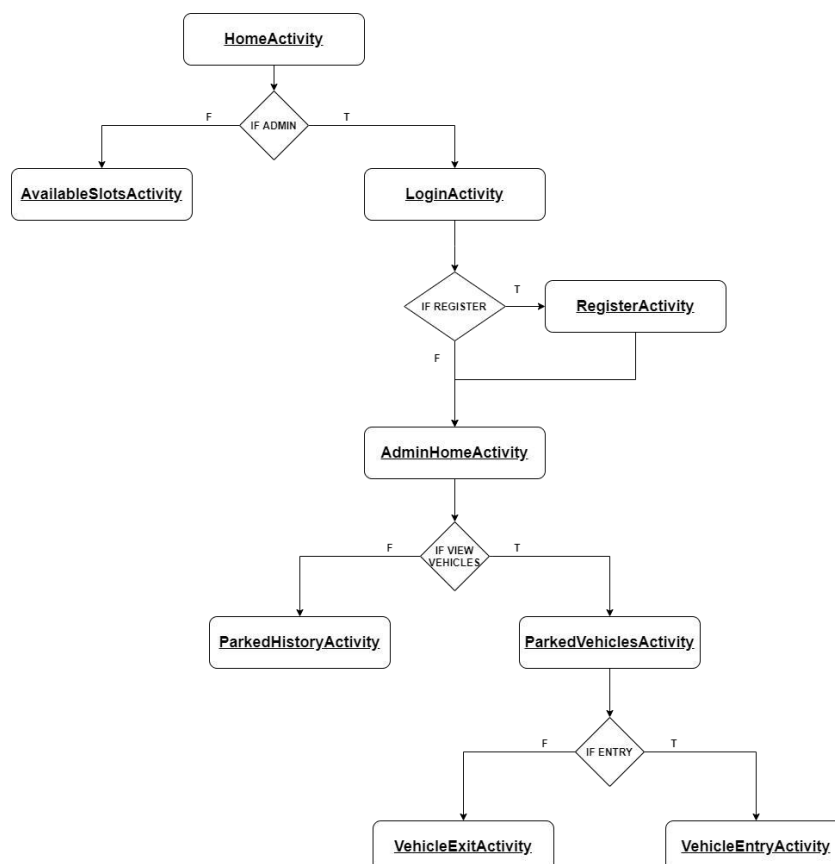 HomeActivity
F
IF ADMIN
T
AvailableSlotsActivity
LoginActivity
IF REGISTER
T
RegisterActivity
F
AdminHomeActivity
F
IF VIEW
VEHICLES
T
ParkedHistoryActivity
ParkedVehiclesActivity
F
IF ENTRY
T
VehicleExitActivity
VehicleEntryActivity